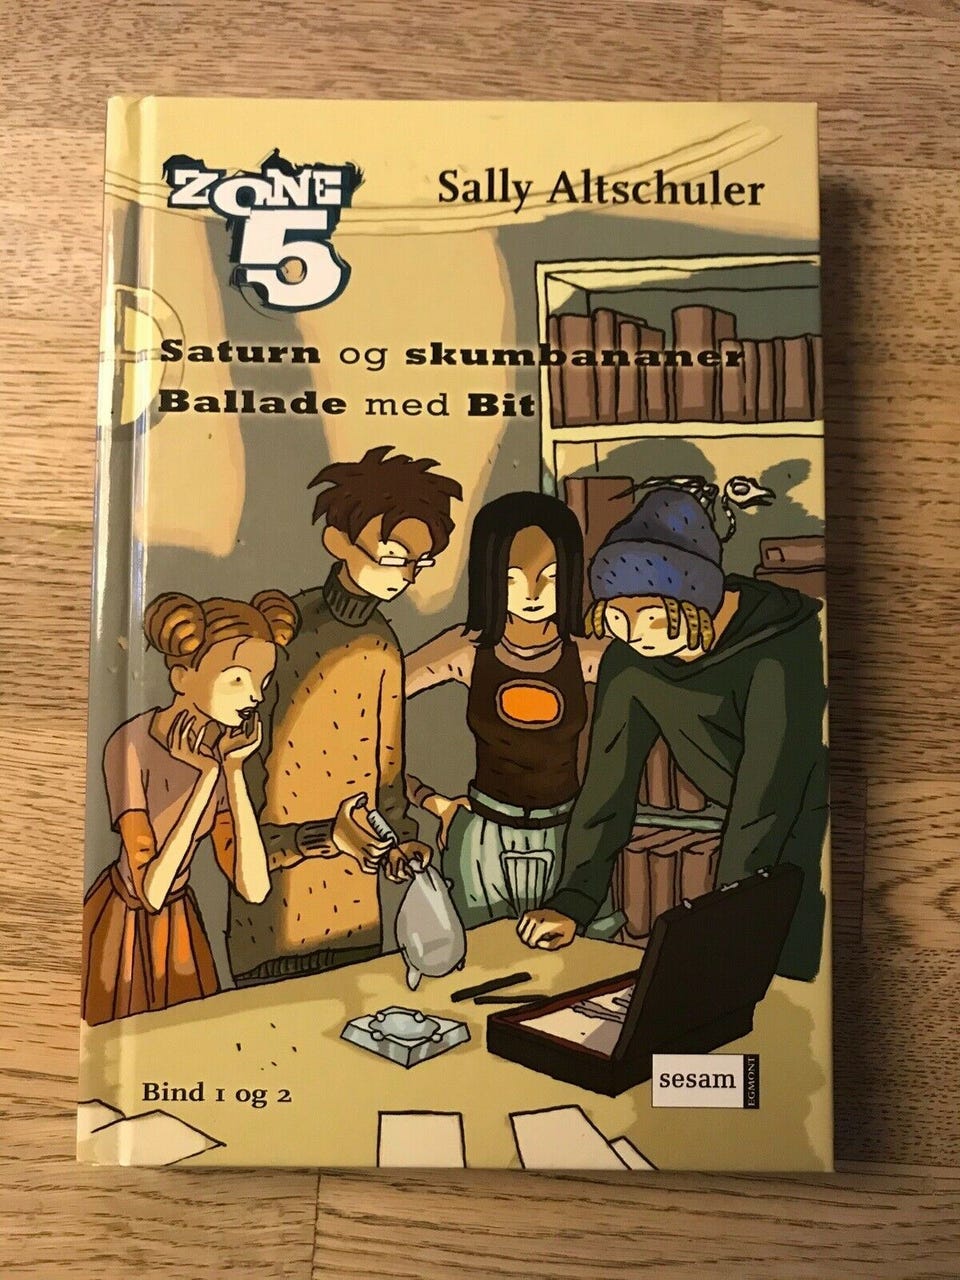 ZONE
5
Sally Altschuler
Saturn og skumbananer
Ballade med Bit
Bind 1 og 2
sesam
EGMONT